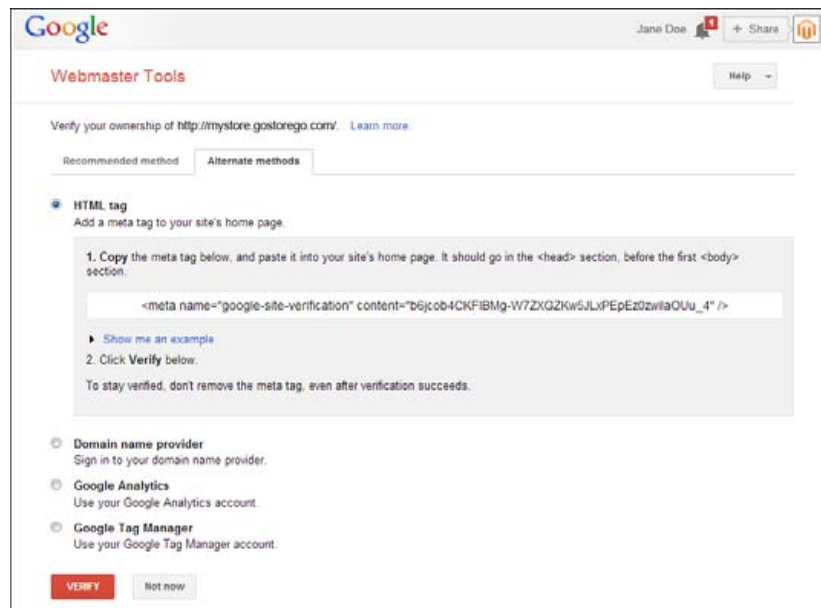 Google
Jane Doe 1 + Share
Webmaster Tools
Help
Verify your ownership of http://mystore.gostorego.com/. Learn more.
Recommended method Alternate methods
HTML tag
Add a meta tag to your site's home page.
1. Copy the meta tag below, and paste it into your site's home page. It should go in the <head> section, before the first <body>
section.
<meta name="google-site-verification" content="b6jcob4CKFIBMg-W7ZXGZKw5JLxPEpEz0zwilaOUu_4" />
Show me an example
2. Click Verify below.
To stay verified, don't remove the meta tag, even after verification succeeds.
Domain name provider
Sign in to your domain name provider.
Google Analytics
Use your Google Analytics account.
Google Tag Manager
Use your Google Tag Manager account.
VERIFY Not now